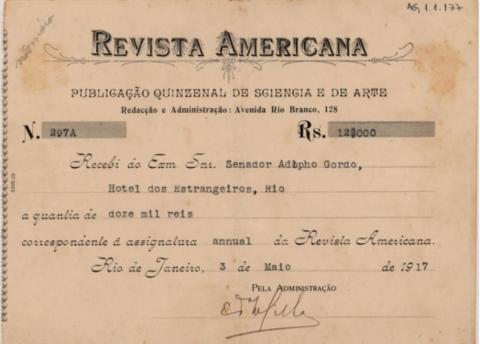 AG 1.1.177
REVISTA AMERICANA
PUBLICAÇÃO QUINZENAL DE SCIENCIA E DE ARTE
Redacção e Administração: Avenida Rio Branco, 128
N. 297A Rs. 12$000
Recebi do Exm Snr. Senador Adolpho Gordo,
Hotel dos Estrangeiros, Rio
a quantia de doze mil reis
correspondente á assignatura annual da Revista Americana.
Rio de Janeiro, 3 de Maio de 1917
PELA ADMINISTRAÇÃO